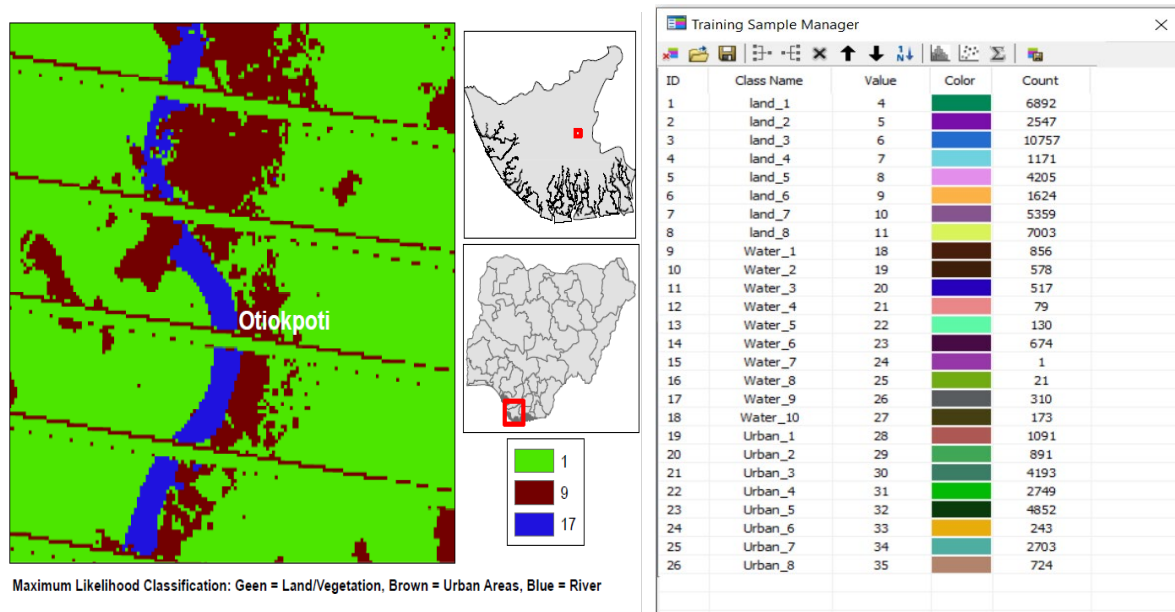 Otiokpoti
1
9
17
Maximum Likelihood Classification: Geen = Land/Vegetation, Brown = Urban Areas, Blue = River
Training Sample Manager
ID Class Name Value Color Count
1 land_1 4 6892
2 land_2 5 2547
3 land_3 6 10757
4 land_4 7 1171
5 land_5 8 4205
6 land_6 9 1624
7 land_7 10 5359
8 land_8 11 7003
9 Water_1 18 856
10 Water_2 19 578
11 Water_3 20 517
12 Water_4 21 79
13 Water_5 22 130
14 Water_6 23 674
15 Water_7 24 1
16 Water_8 25 21
17 Water_9 26 310
18 Water_10 27 173
19 Urban_1 28 1091
20 Urban_2 29 891
21 Urban_3 30 4193
22 Urban_4 31 2749
23 Urban_5 32 4852
24 Urban_6 33 243
25 Urban_7 34 2703
26 Urban_8 35 724